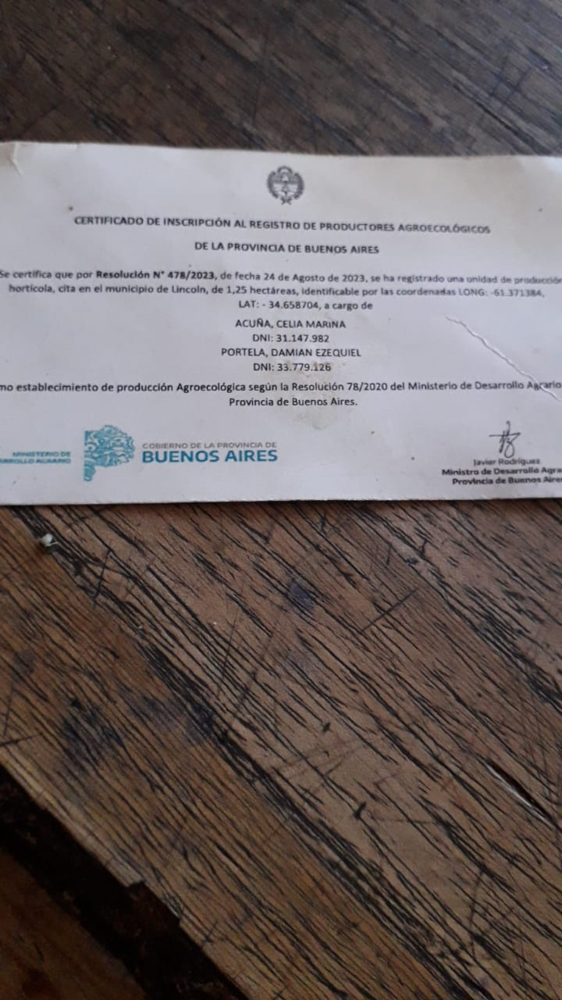 CERTIFICADO DE INSCRIPCIÓN AL REGISTRO DE PRODUCTORES AGROECOLÓGICOS
DE LA PROVINCIA DE BUENOS AIRES
Se certifica que por Resolución N° 478/2023, de fecha 24 de Agosto de 2023, se ha registrado una unidad de producción
hortícola, cita en el municipio de Lincoln, de 1,25 hectáreas, identificable por las coordenadas LONG: -61.371384,
LAT: - 34.658704, a cargo de
ACUÑA, CELIA MARINA
DNI: 31.147.982
PORTELA, DAMIAN EZEQUIEL
DNI: 33.779.126
mo establecimiento de producción Agroecológica según la Resolución 78/2020 del Ministerio de Desarrollo Agrario
Provincia de Buenos Aires.
MINISTERIO DE
ARROLLO AGRARIO
GOBIERNO DE LA PROVINCIA DE
BUENOS AIRES
Javier Rodríguez
Ministro de Desarrollo Agra
Provincia de Buenos Aires